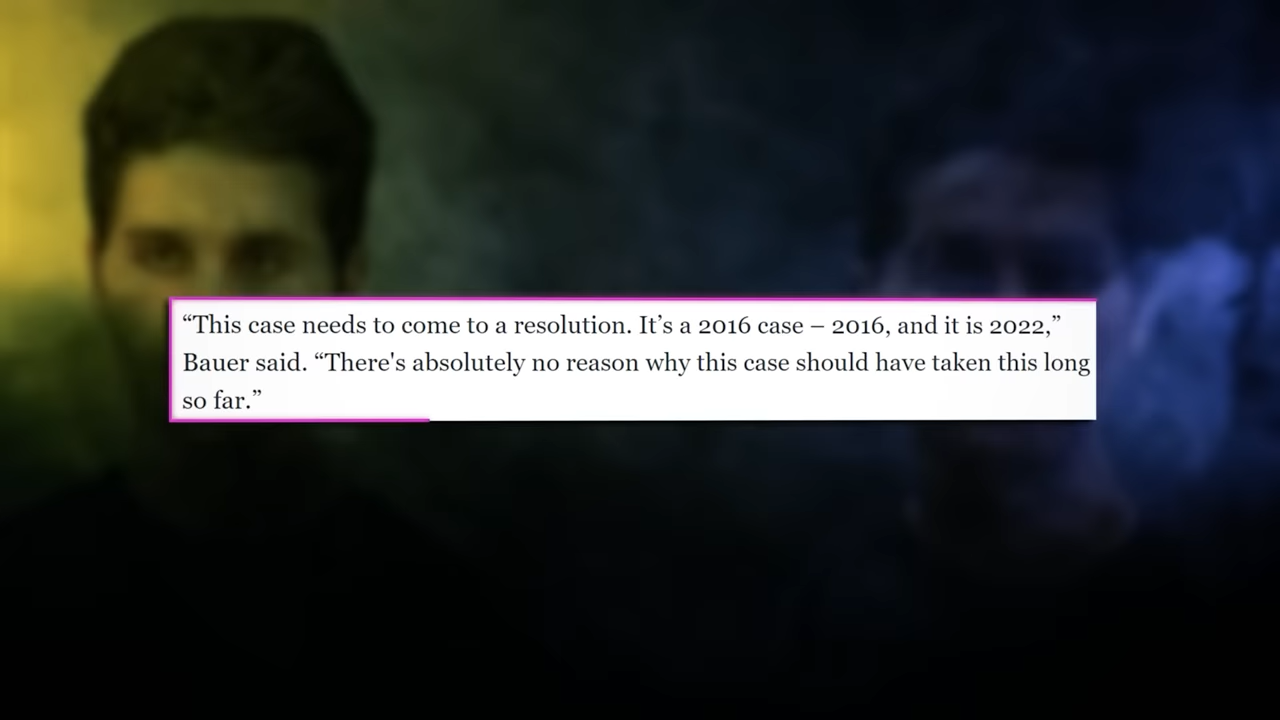 “This case needs to come to a resolution. It’s a 2016 case – 2016, and it is 2022,”
Bauer said. “There's absolutely no reason why this case should have taken this long
so far.”